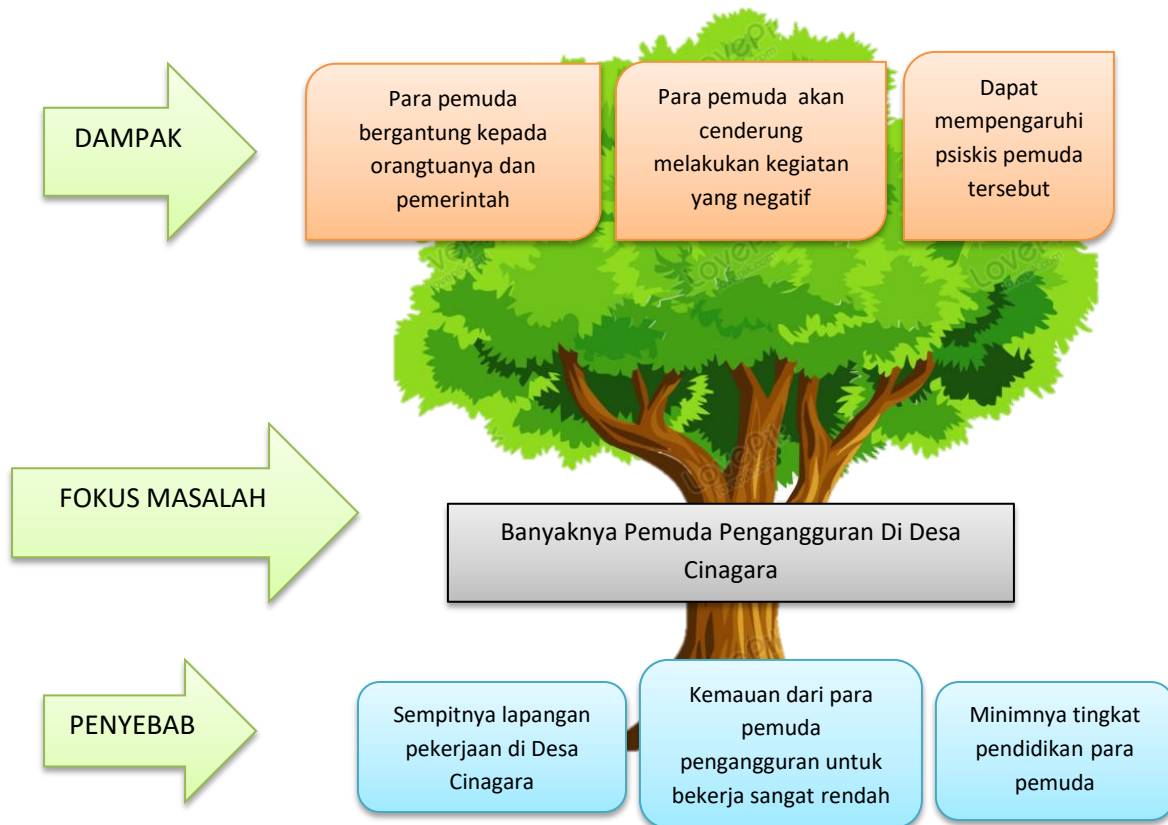 DAMPAK
Para pemuda
bergantung kepada
orangtuanya dan
pemerintah
Para pemuda  akan
cenderung
melakukan kegiatan
yang negatif
Dapat
mempengaruhi
psiskis pemuda
tersebut
FOKUS MASALAH
Banyaknya Pemuda Pengangguran Di Desa
Cinagara
PENYEBAB
Sempitnya lapangan
pekerjaan di Desa
Cinagara
Kemauan dari para
pemuda
pengangguran untuk
bekerja sangat rendah
Minimnya tingkat
pendidikan para
pemuda